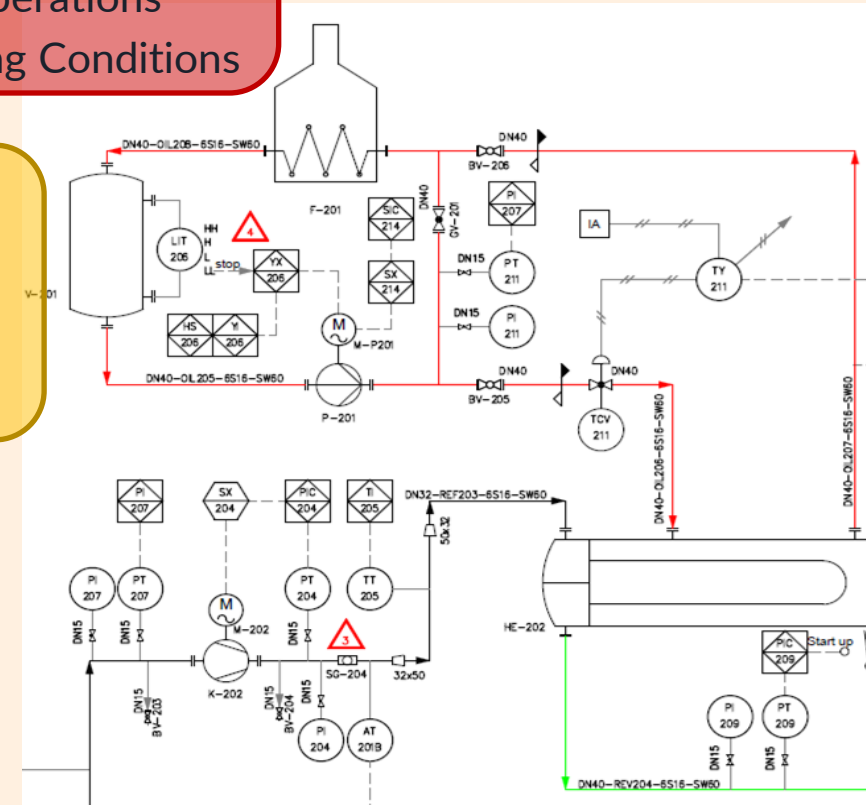 perations
ng Conditions
DN40-OIL208-6S16-SW60
F-201
DN40
BV-206
DN40
GV-201
PI
207
SIC
214
IA
LIT
206
HH
H
L
LL
stop
4
YX
206
SX
214
DN15
PT
211
TY
211
V-201
HS
206
YI
206
M
M-P201
DN15
PI
211
DN40-OIL205-6S16-SW60
P-201
DN40
BV-205
DN40
TCV
211
DN40-OIL206-6S16-SW60
DN40-OIL207-6S16-SW60
PI
207
SX
204
PIC
204
TI
205
DN32-REF203-6S16-SW60
50x32
PI
207
PT
207
PT
204
TT
205
M
M-202
DN15
DN15
DN15
3
HE-202
K-202
SG-204
32x50
PIC
209
Start up
DN15
BV-203
DN15
BV-204
DN15
PI
204
AT
201B
PI
209
PT
209
DN15
DN15
DN40-REV204-6S16-SW60